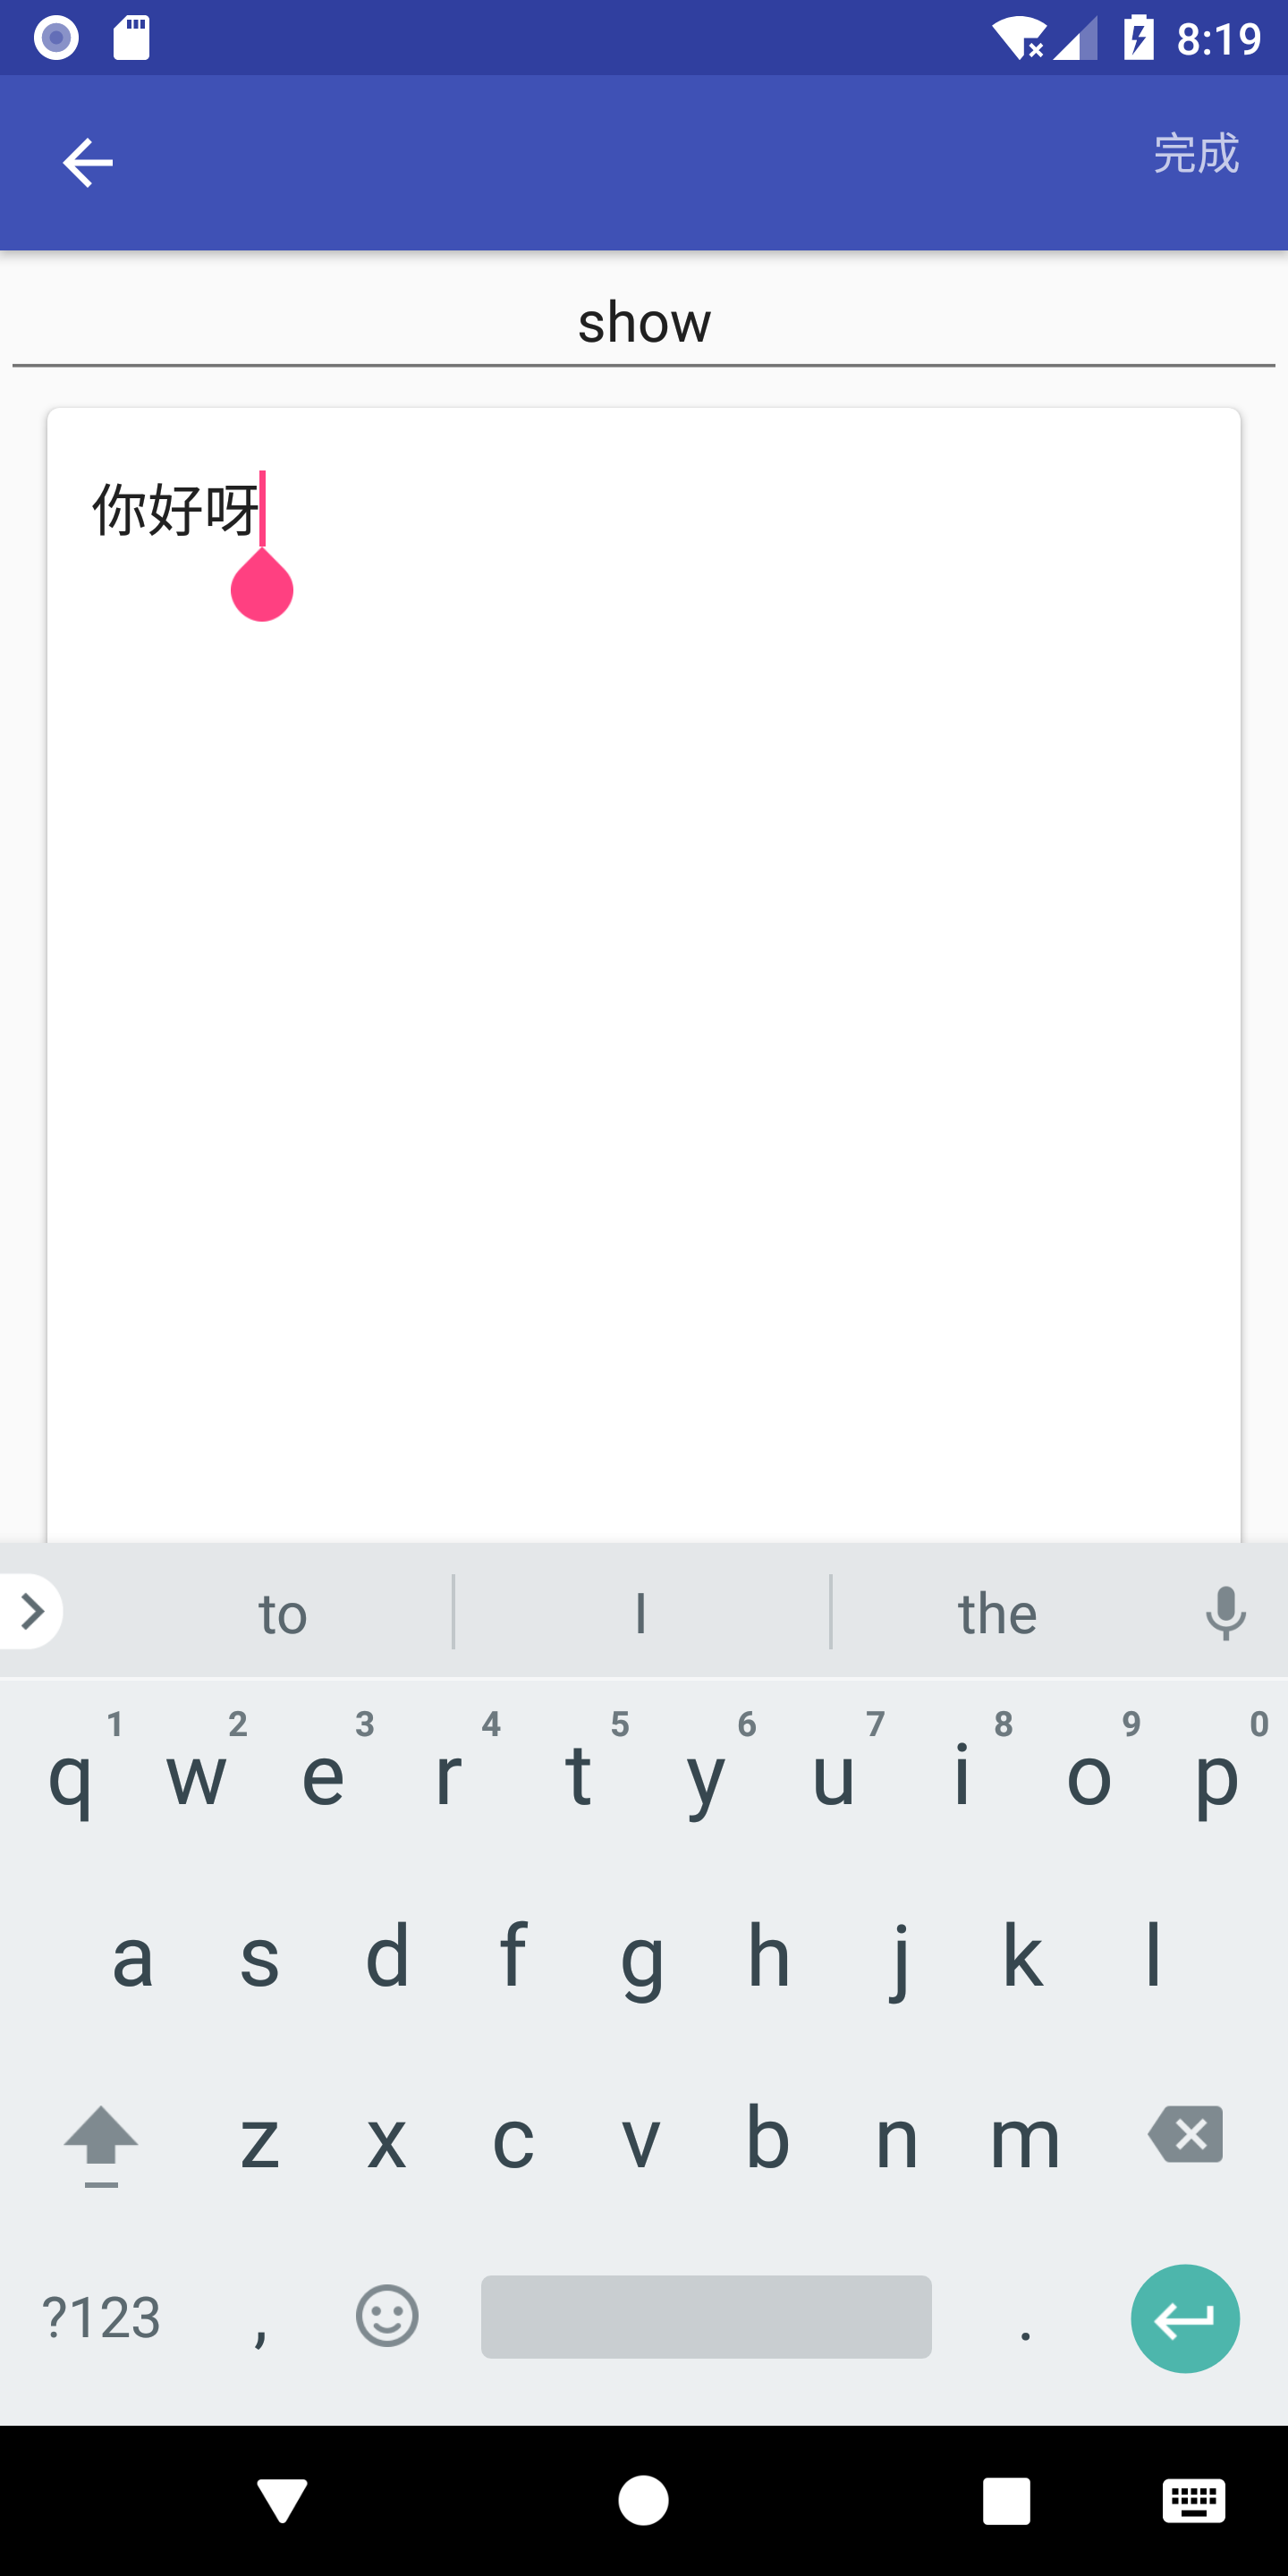 8:19
完成
show
你好呀
to I the
1 2 3 4 5 6 7 8 9 0
q w e r t y u i o p
a s d f g h j k l
z x c v b n m
?123 , .